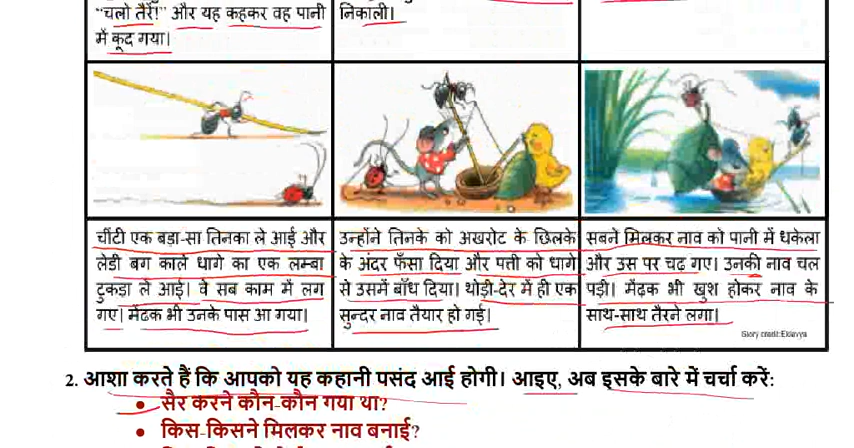 “चलो तैरें!” और यह कहकर वह पानी
में कूद गया।
निकाली।
चींटी एक बड़ा-सा तिनका ले आई और
लेडी बग काले धागे का एक लम्बा
टुकड़ा ले आई। वे सब काम में लग
गए। मेंढक भी उनके पास आ गया।
उन्होंने तिनके को अखरोट के छिलके
के अंदर फँसा दिया और पत्ती को धागे
से उसमें बाँध दिया। थोड़ी-देर में ही एक
सुन्दर नाव तैयार हो गई।
सबने मिलकर नाव को पानी में धकेला
और उस पर चढ़ गए। उनकी नाव चल
पड़ी। मेंढक भी खुश होकर नाव के
साथ-साथ तैरने लगा।
Story credit:Eklavya
2. आशा करते हैं कि आपको यह कहानी पसंद आई होगी। आइए, अब इसके बारे में चर्चा करें:
• सैर करने कौन-कौन गया था?
• किस-किसने मिलकर नाव बनाई?